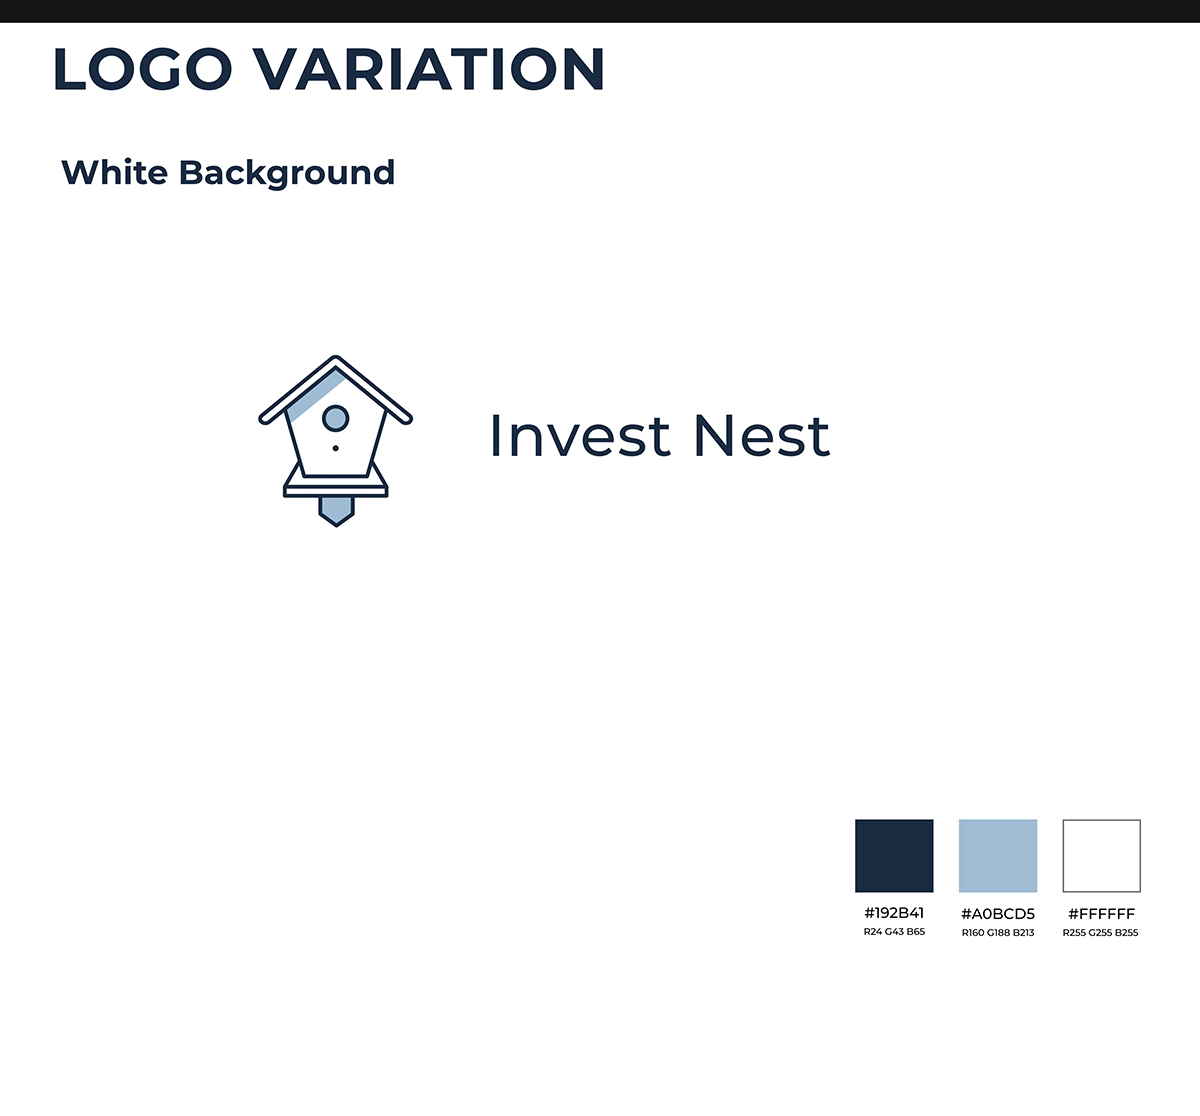 LOGO VARIATION
White Background
Invest Nest
#192B41 #A0BCD5 #FFFFFF
R24 G43 B65 R160 G188 B213 R255 G255 B255